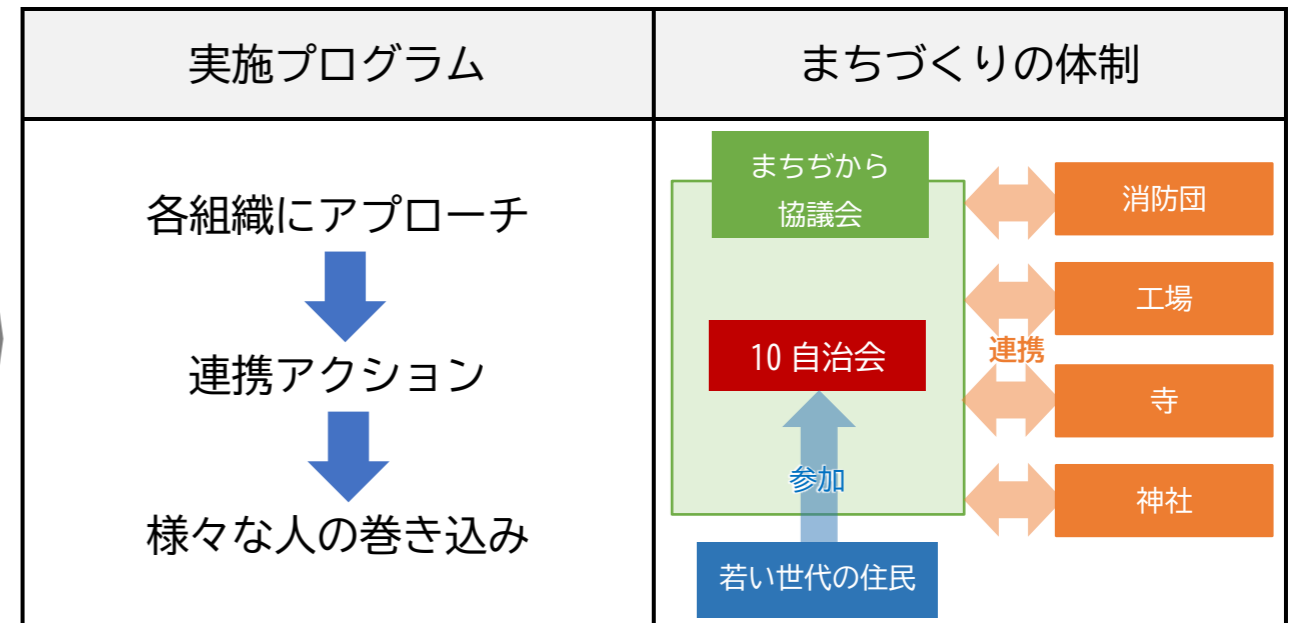 実施プログラム
まちづくりの体制
各組織にアプローチ
連携アクション
様々な人の巻き込み
まちぢから
協議会
10 自治会
参加
若い世代の住民
連携
消防団
工場
寺
神社